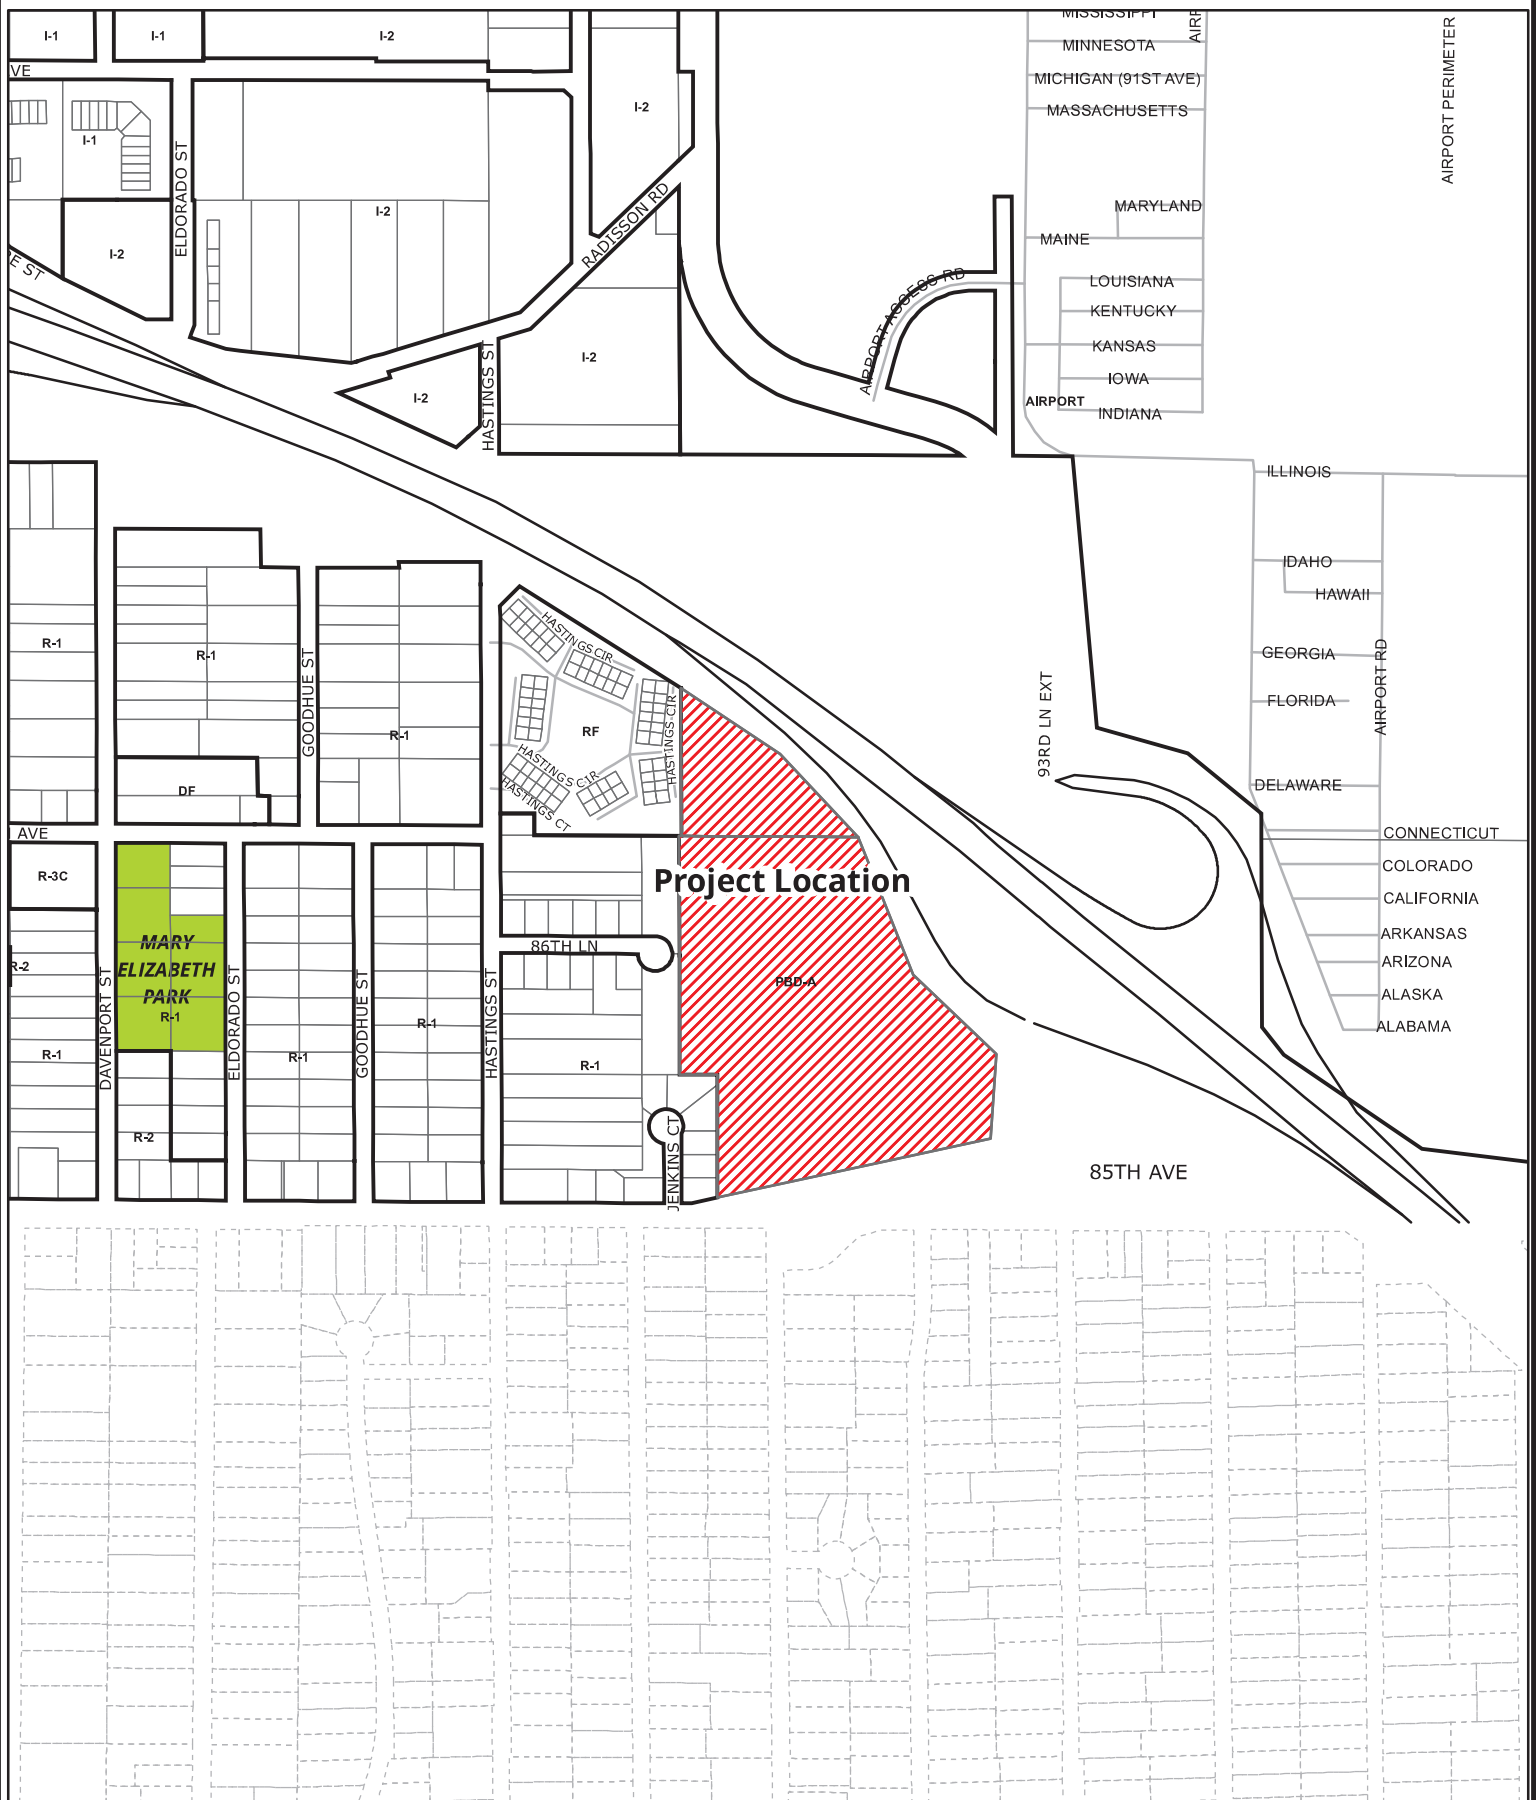 I-1
I-1
I-2
VE
I-1
ELDORADO ST
I-2
I-2
I-2
RADISSON RD
I-2
HASTINGS ST
I-2
AIRPORT ACCESS RD
MISSISSIPPI
MINNESOTA
MICHIGAN (91ST AVE)
MASSACHUSETTS
AIRP
AIRPORT PERIMETER
MARYLAND
MAINE
LOUISIANA
KENTUCKY
KANSAS
IOWA
AIRPORT
INDIANA
ILLINOIS
IDAHO
HAWAII
GEORGIA
FLORIDA
AIRPORT RD
93RD LN EXT
DELAWARE
CONNECTICUT
COLORADO
CALIFORNIA
ARKANSAS
ARIZONA
ALASKA
ALABAMA
R-1
R-1
GOODHUE ST
R-1
DF
HASTINGS CIR
RF
HASTINGS CIR
HASTINGS CIR
HASTINGS CT
AVE
R-3C
Project Location
MARY
ELIZABETH
PARK
R-1
R-2
DAVENPORT ST
ELDORADO ST
GOODHUE ST
HASTINGS ST
86TH LN
PBD-A
R-1
R-1
R-1
R-1
R-2
JENKINS CT
85TH AVE